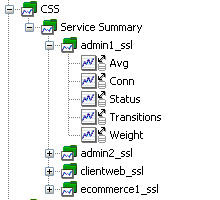 CSS
Service Summary
admin1_ssl
Avg
Conn
Status
Transitions
Weight
admin2_ssl
clientweb_ssl
ecommerce1_ssl